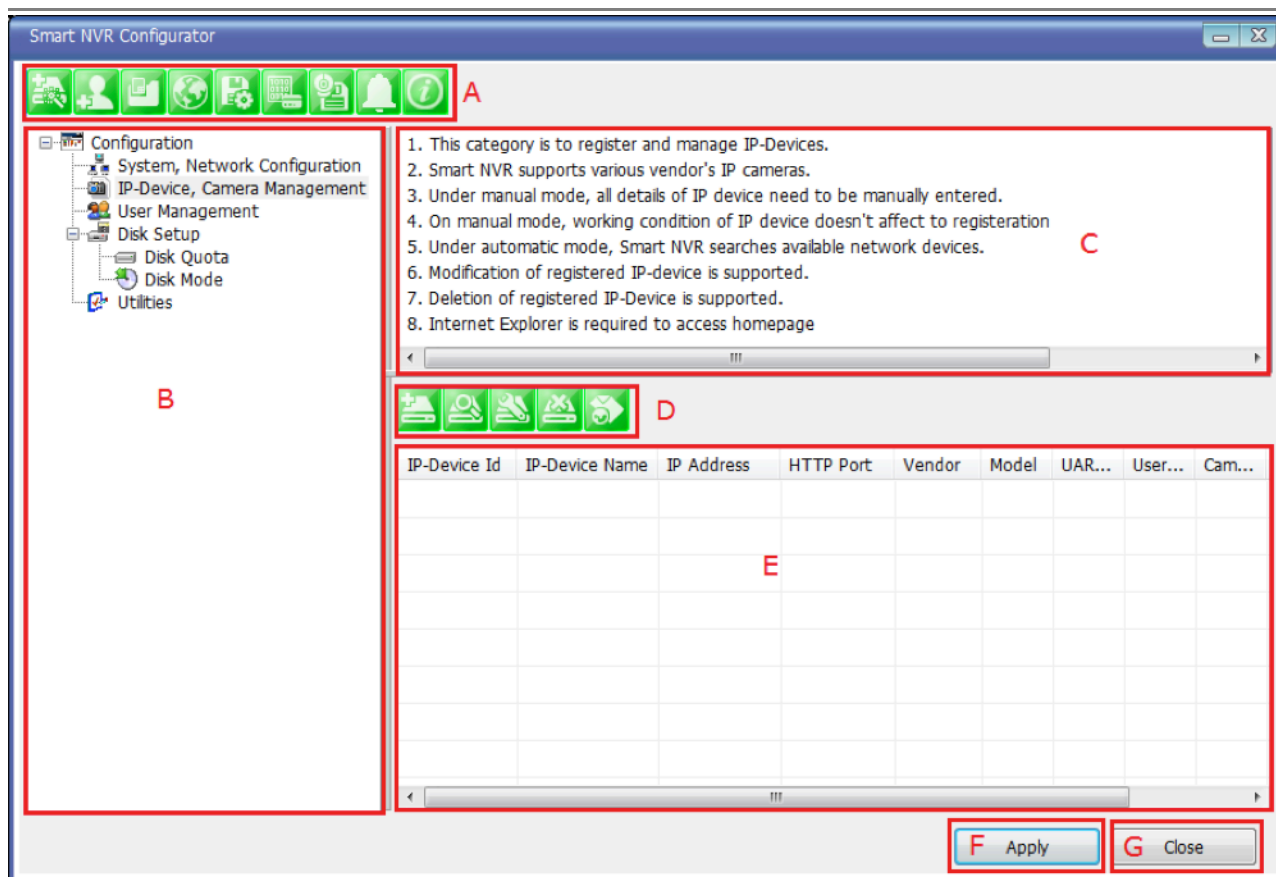 Smart NVR Configurator
A
Configuration
System, Network Configuration
IP-Device, Camera Management
User Management
Disk Setup
Disk Quota
Disk Mode
Utilities
B
1. This category is to register and manage IP-Devices.
2. Smart NVR supports various vendor's IP cameras.
3. Under manual mode, all details of IP device need to be manually entered.
4. On manual mode, working condition of IP device doesn't affect to registeration
5. Under automatic mode, Smart NVR searches available network devices.
6. Modification of registered IP-device is supported.
7. Deletion of registered IP-Device is supported.
8. Internet Explorer is required to access homepage
C
D
IP-Device Id IP-Device Name IP Address HTTP Port Vendor Model UAR... User... Cam...
E
F Apply G Close